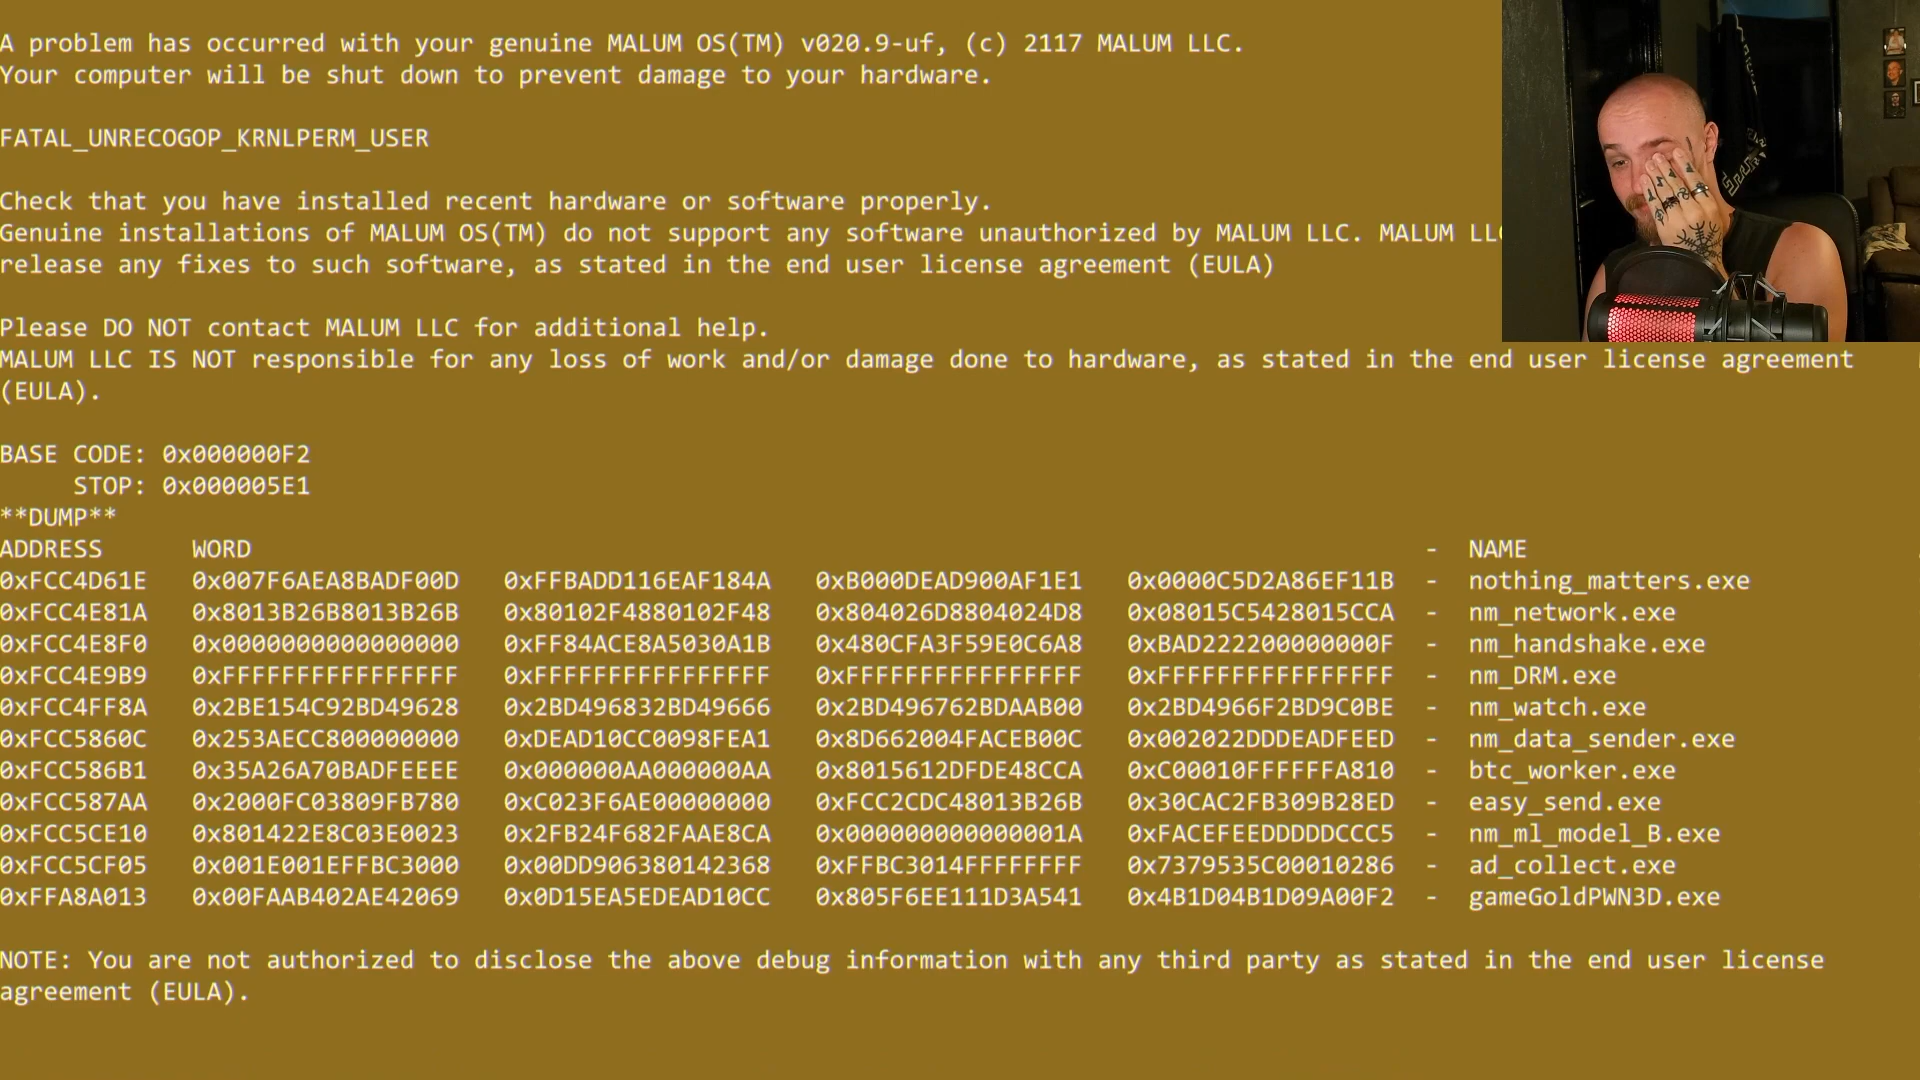 A problem has occurred with your genuine MALUM OS(TM) v020.9-uf, (c) 2117 MALUM LLC.
Your computer will be shut down to prevent damage to your hardware.
FATAL_UNRECOGOP_KRNLPERM_USER
Check that you have installed recent hardware or software properly.
Genuine installations of MALUM OS(TM) do not support any software unauthorized by MALUM LLC. MALUM
release any fixes to such software, as stated in the end user license agreement (EULA)
Please DO NOT contact MALUM LLC for additional help.
MALUM LLC IS NOT responsible for any loss of work and/or damage done to hardware, as stated in the end user license agreement
(EULA).
BASE CODE: 0x000000F2
STOP: 0x000005E1
**DUMP**
ADDRESS WORD - NAME
0xFCC4D61E 0x007F6AEA8BADF00D 0xFFBADD116EAF184A 0xB000DEAD900AF1E1 0x0000C5D2A86EF11B - nothing_matters.exe
0xFCC4E81A 0x8013B26B8013B26B 0x80102F4880102F48 0x804026D8804024D8 0x08015C5428015CCA - nm_network.exe
0xFCC4E8F0 0x0000000000000000 0xFF84ACE8A5030A1B 0x480CFA3F59E0C6A8 0xBAD222200000000F - nm_handshake.exe
0xFCC4E9B9 0xFFFFFFFFFFFFFFFF 0xFFFFFFFFFFFFFFFF 0xFFFFFFFFFFFFFFFF 0xFFFFFFFFFFFFFFFF - nm_DRM.exe
0xFCC4FF8A 0x2BE154C92BD49628 0x2BD496832BD49666 0x2BD496762BDAAB00 0x2BD4966F2BD9C0BE - nm_watch.exe
0xFCC5860C 0x253AECC800000000 0xDEAD10CC0098FEA1 0x8D662004FACEB00C 0x002022DDDEADFEED - nm_data_sender.exe
0xFCC586B1 0x35A26A70BADFEEEE 0x000000AA000000AA 0x8015612DFDE48CCA 0xC00010FFFFFFA810 - btc_worker.exe
0xFCC587AA 0x2000FC03809FB780 0xC023F6AE00000000 0xFCC2CDC48013B26B 0x30CAC2FB309B28ED - easy_send.exe
0xFCC5CE10 0x801422E8C03E0023 0x2FB24F682FAAE8CA 0x000000000000001A 0xFACEFEEDDDDDCCC5 - nm_ml_model_B.exe
0xFCC5CF05 0x001E001EFFBC3000 0x00DD906380142368 0xFFBC3014FFFFFFFF 0x7379535C00010286 - ad_collect.exe
0xFFA8A013 0x00FAAB402AE42069 0x0D15EA5EDEAD10CC 0x805F6EE111D3A541 0x4B1D04B1D09A00F2 - gameGoldPWN3D.exe
NOTE: You are not authorized to disclose the above debug information with any third party as stated in the end user license
agreement (EULA).